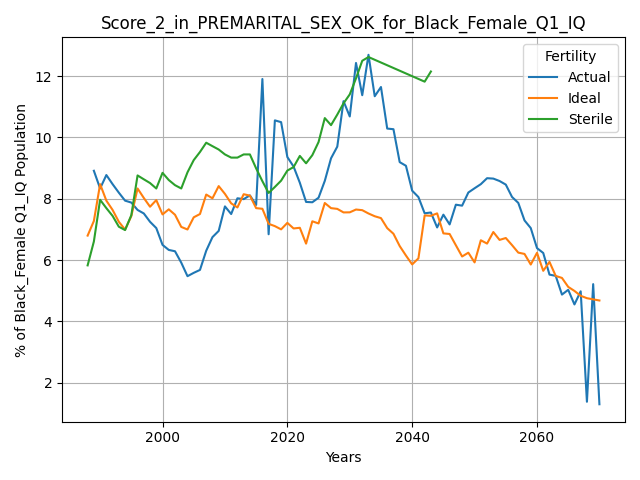 Score_2_in_PREMARITAL_SEX_OK_for_Black_Female_Q1_IQ
Fertility
Actual
Ideal
Sterile
% of Black_Female Q1_IQ Population
12
10
8
6
4
2
2000
2020
2040
2060
Years